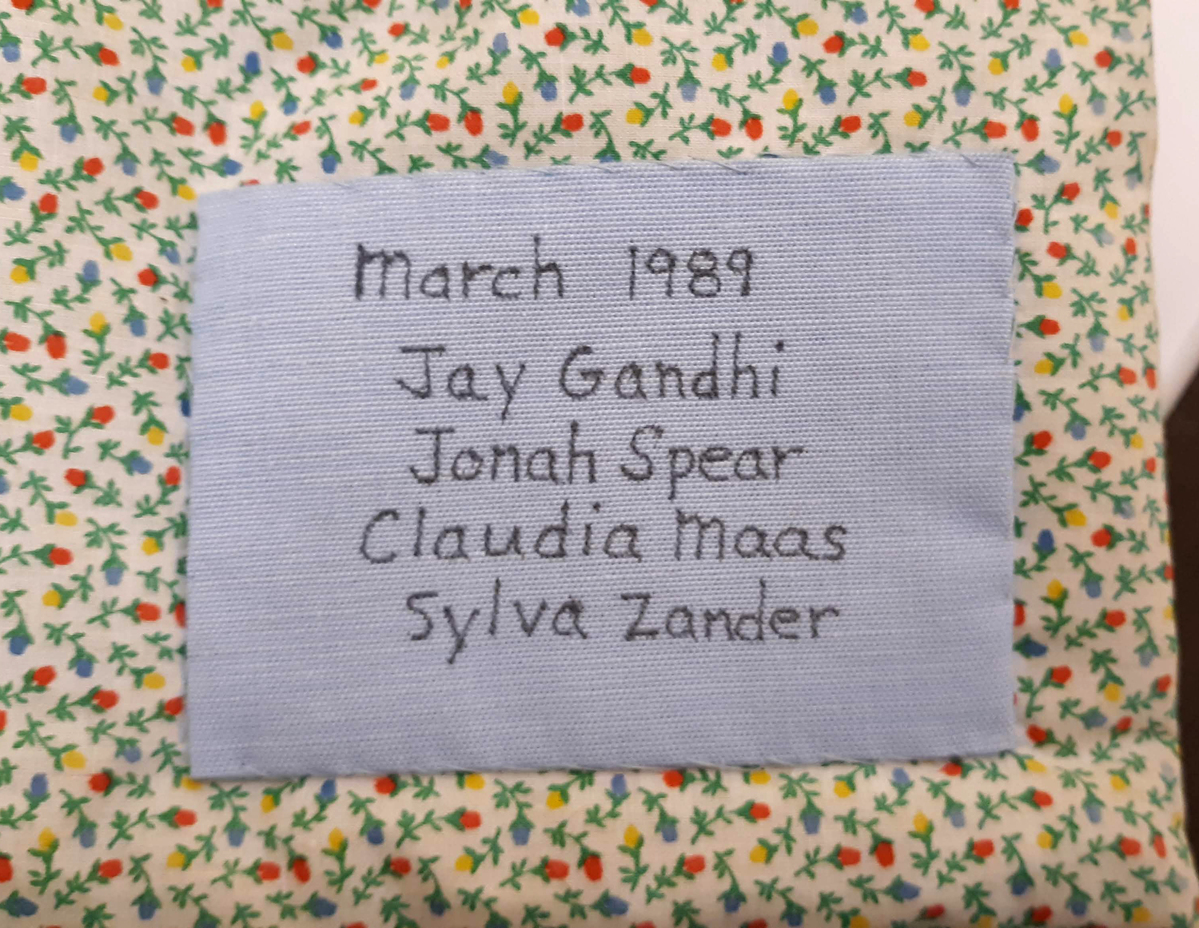 March 1989
Jay Gandhi
Jonah Spear
Claudia Maas
Sylva Zander